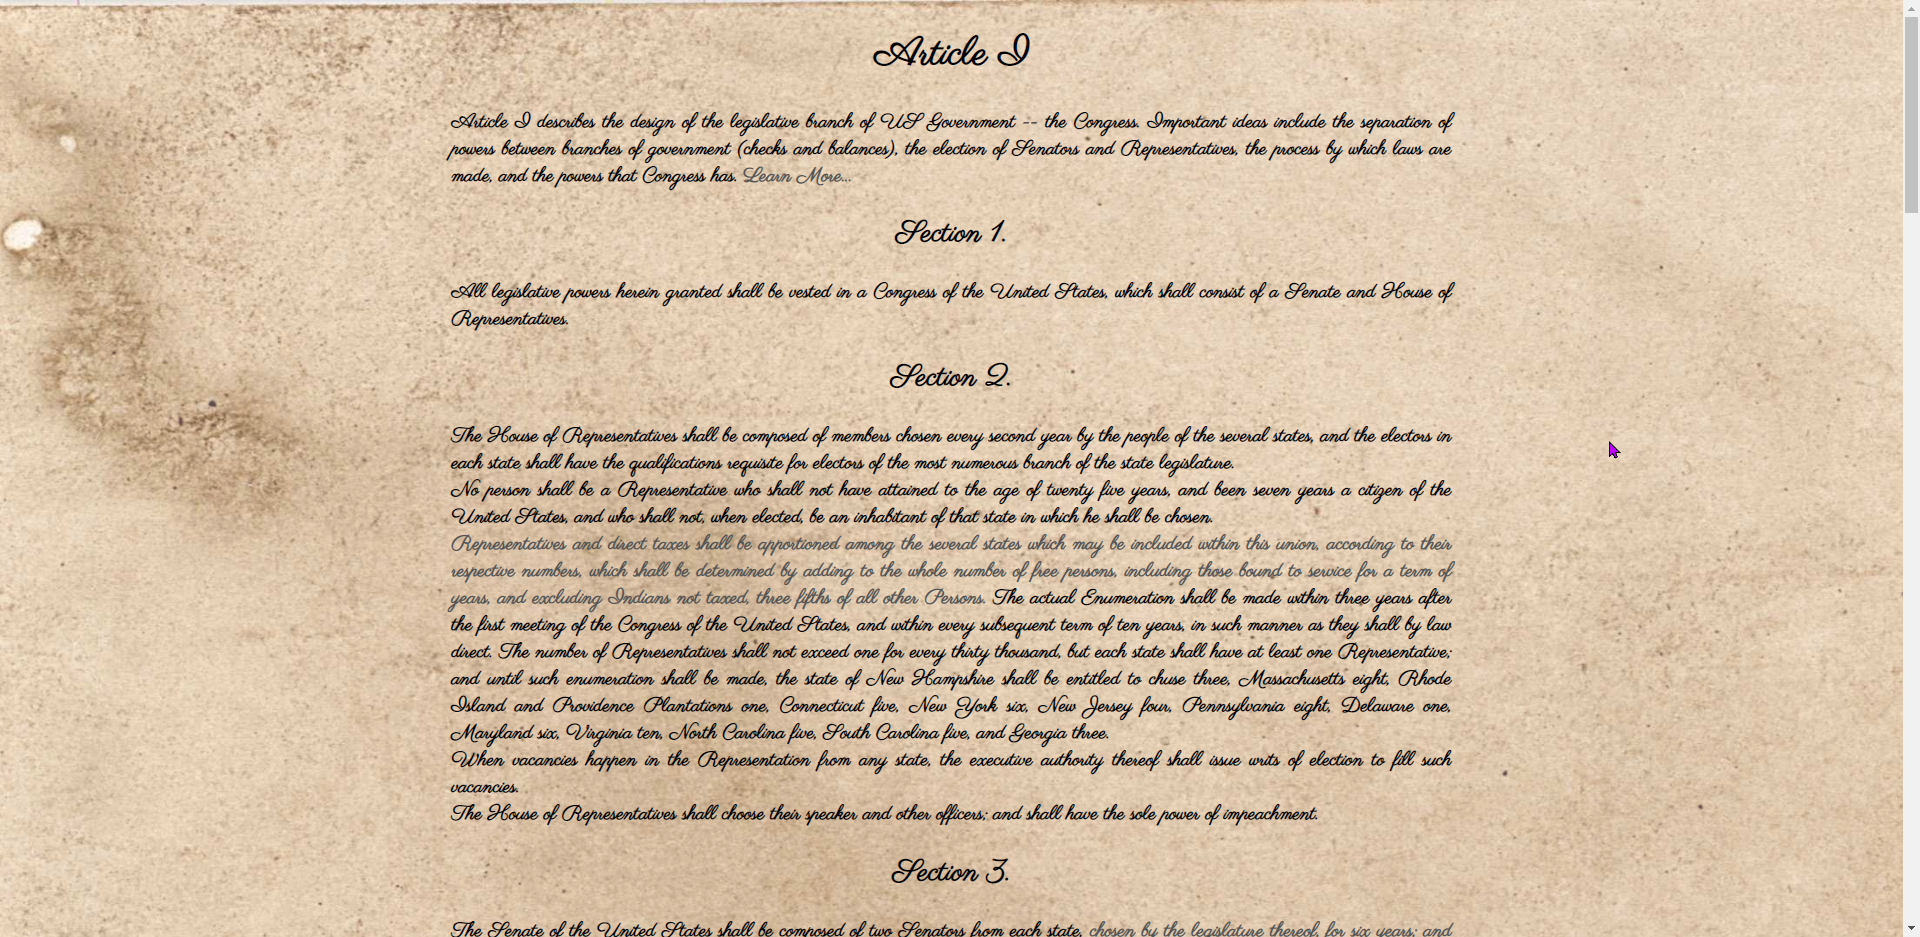 Article I
Article I describes the design of the legislative branch of US Government -- the Congress. Important ideas include the separation of
powers between branches of government (checks and balances), the election of Senators and Representatives, the process by which laws are
made, and the powers that Congress has. Learn More...
Section 1.
All legislative powers herein granted shall be vested in a Congress of the United States, which shall consist of a Senate and House of
Representatives.
Section 2.
The House of Representatives shall be composed of members chosen every second year by the people of the several states, and the electors in
each state shall have the qualifications requisite for electors of the most numerous branch of the state legislature.
No person shall be a Representative who shall not have attained to the age of twenty five years, and been seven years a citizen of the
United States, and who shall not, when elected, be an inhabitant of that state in which he shall be chosen.
Representatives and direct taxes shall be apportioned among the several states which may be included within this union, according to their
respective numbers, which shall be determined by adding to the whole number of free persons, including those bound to service for a term of
years, and excluding Indians not taxed, three fifths of all other Persons. The actual Enumeration shall be made within three years after
the first meeting of the Congress of the United States, and within every subsequent term of ten years, in such manner as they shall by law
direct. The number of Representatives shall not exceed one for every thirty thousand, but each state shall have at least one Representative;
and until such enumeration shall be made, the state of New Hampshire shall be entitled to chuse three, Massachusetts eight, Rhode
Island and Providence Plantations one, Connecticut five, New York six, New Jersey four, Pennsylvania eight, Delaware one,
Maryland six, Virginia ten, North Carolina five, South Carolina five, and Georgia three.
When vacancies happen in the Representation from any state, the executive authority thereof shall issue writs of election to fill such
vacancies.
The House of Representatives shall choose their speaker and other officers; and shall have the sole power of impeachment.
Section 3.
The Senate of the United States shall be composed of two Senators from each state, chosen by the legislature thereof, for six years; and